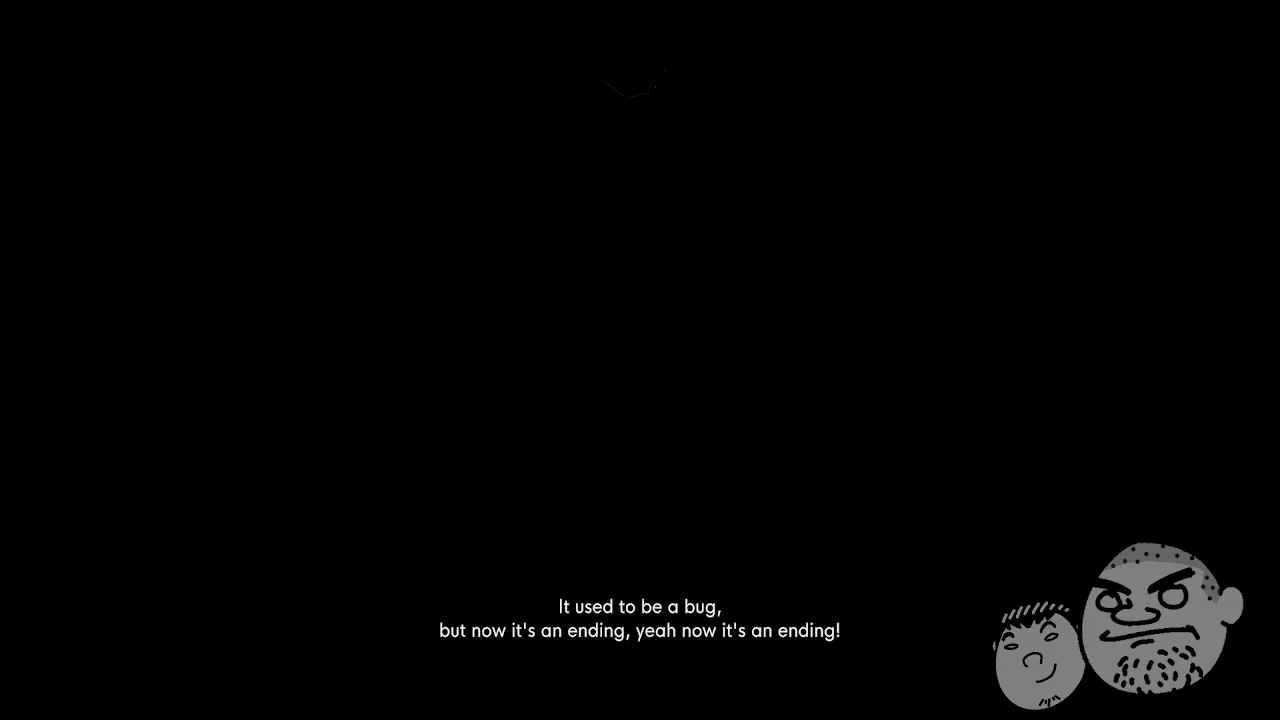 It used to be a bug,
but now it's an ending, yeah now it's an ending!